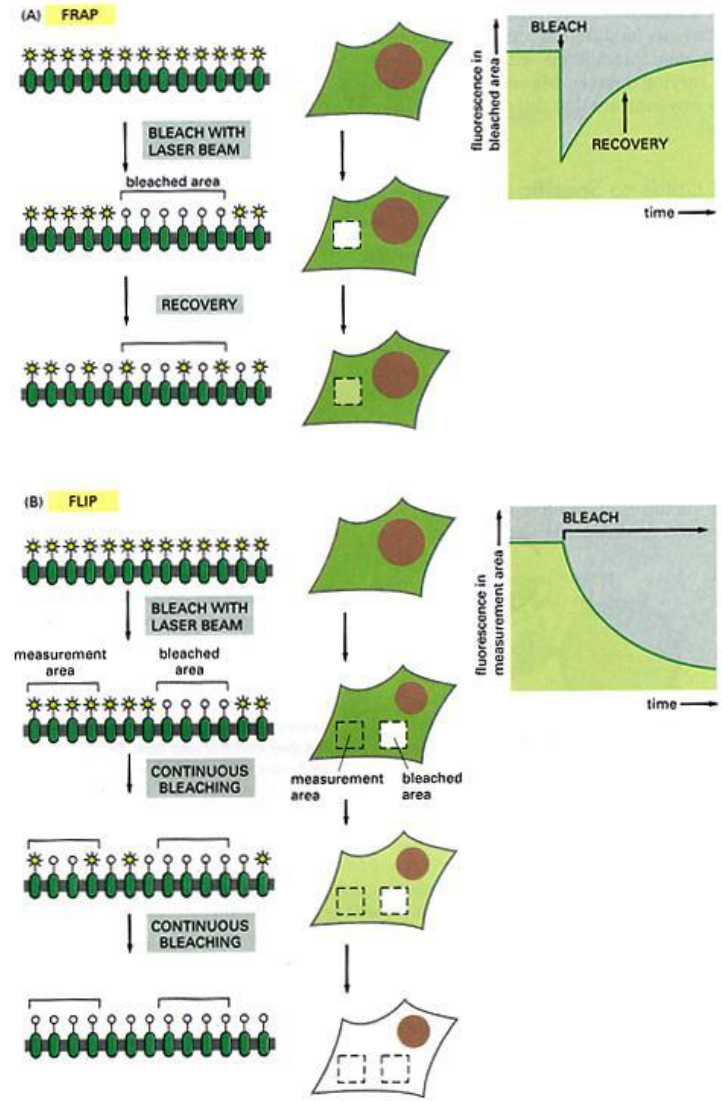 (A) FRAP
BLEACH WITH
LASER BEAM
bleached area
RECOVERY
fluorescence in
bleached area
BLEACH
RECOVERY
time
(B) FLIP
BLEACH WITH
LASER BEAM
measurement
area
bleached
area
CONTINUOUS
BLEACHING
CONTINUOUS
BLEACHING
measurement
area
bleached
area
fluorescence in
measurement area
BLEACH
time